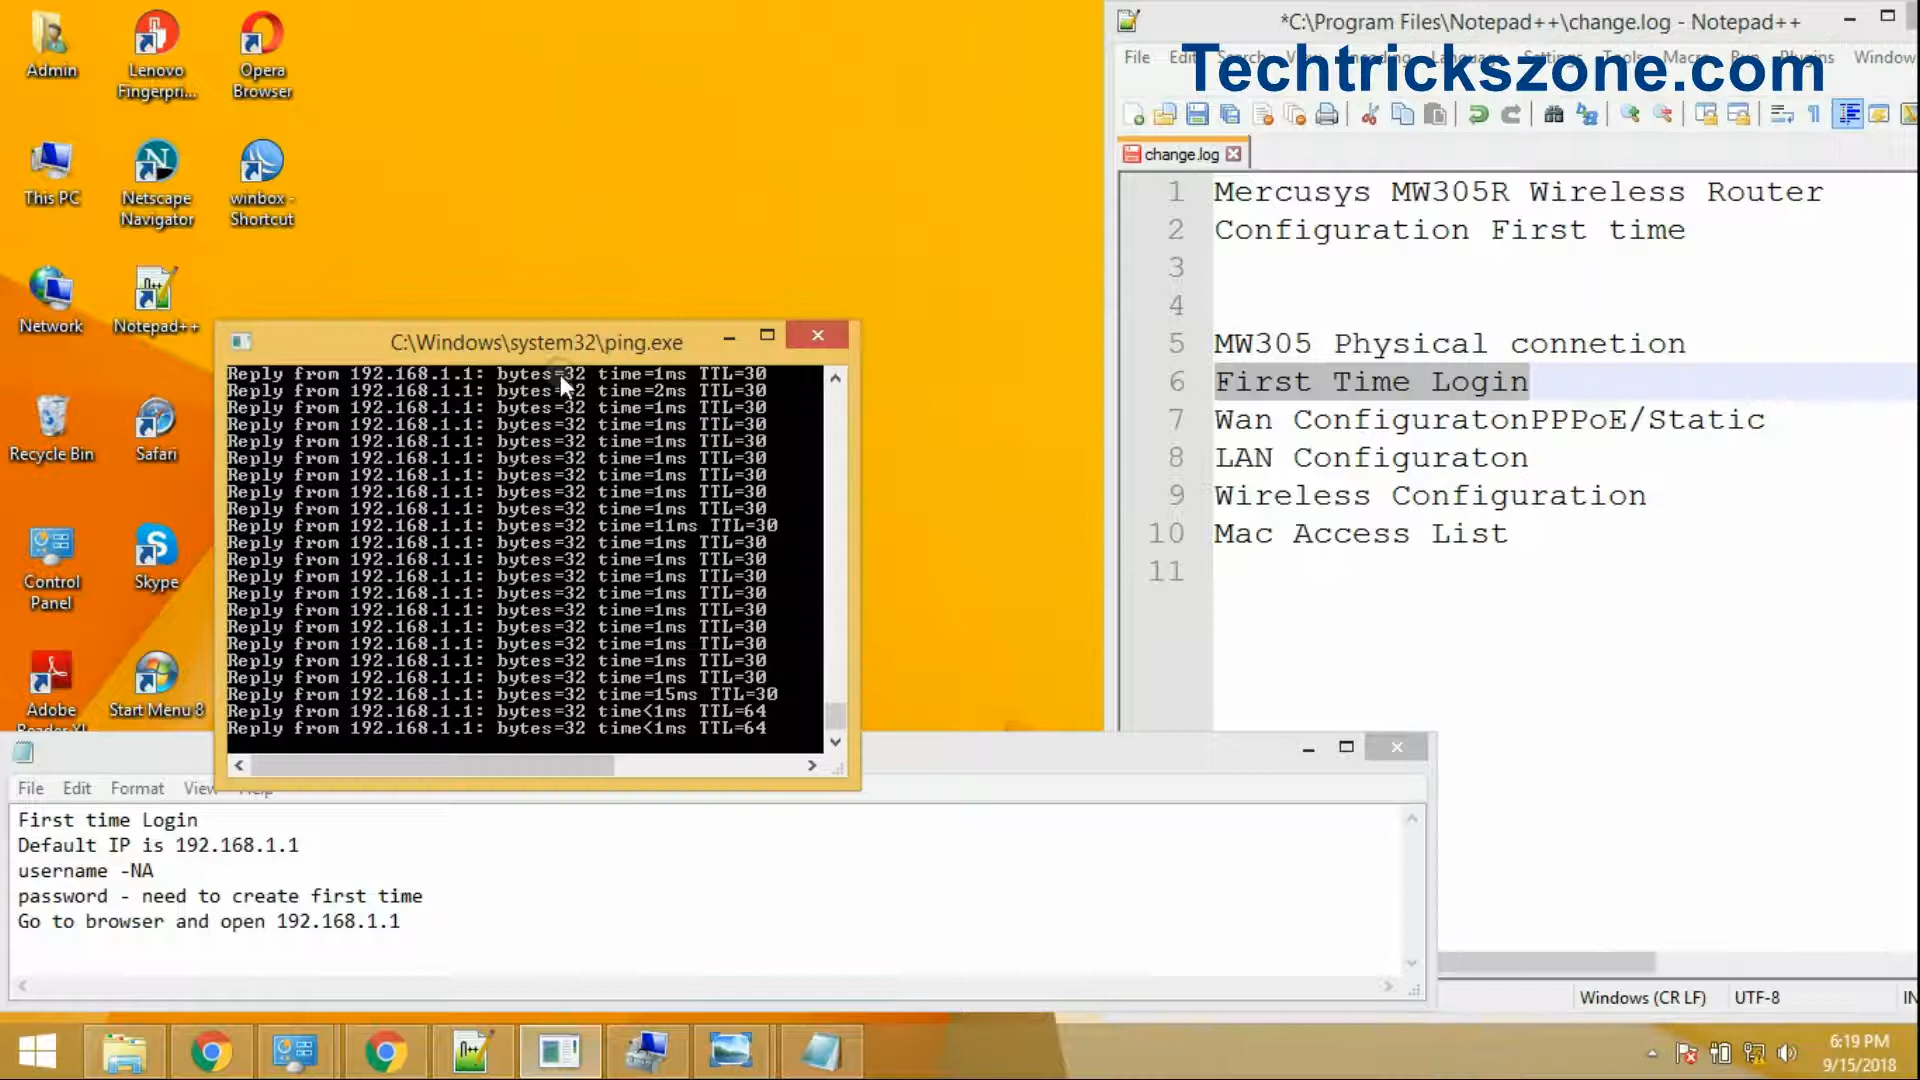 Admin
Lenovo
Fingerpri...
Opera
Browser
This PC
Netscape
Navigator
winbox -
Shortcut
Network
Notepad++
Recycle Bin
Safari
Control
Panel
Skype
Adobe
Reader XI
Start Menu 8
C:\Windows\system32\ping.exe
Reply from 192.168.1.1: bytes=32 time=1ms TTL=30
Reply from 192.168.1.1: bytes=32 time=2ms TTL=30
Reply from 192.168.1.1: bytes=32 time=1ms TTL=30
Reply from 192.168.1.1: bytes=32 time=1ms TTL=30
Reply from 192.168.1.1: bytes=32 time=1ms TTL=30
Reply from 192.168.1.1: bytes=32 time=1ms TTL=30
Reply from 192.168.1.1: bytes=32 time=1ms TTL=30
Reply from 192.168.1.1: bytes=32 time=1ms TTL=30
Reply from 192.168.1.1: bytes=32 time=1ms TTL=30
Reply from 192.168.1.1: bytes=32 time=11ms TTL=30
Reply from 192.168.1.1: bytes=32 time=1ms TTL=30
Reply from 192.168.1.1: bytes=32 time=1ms TTL=30
Reply from 192.168.1.1: bytes=32 time=1ms TTL=30
Reply from 192.168.1.1: bytes=32 time=1ms TTL=30
Reply from 192.168.1.1: bytes=32 time=1ms TTL=30
Reply from 192.168.1.1: bytes=32 time=1ms TTL=30
Reply from 192.168.1.1: bytes=32 time=1ms TTL=30
Reply from 192.168.1.1: bytes=32 time=1ms TTL=30
Reply from 192.168.1.1: bytes=32 time=1ms TTL=30
Reply from 192.168.1.1: bytes=32 time=15ms TTL=30
Reply from 192.168.1.1: bytes=32 time<1ms TTL=64
Reply from 192.168.1.1: bytes=32 time<1ms TTL=64
File Edit Format View Help
First time Login
Default IP is 192.168.1.1
username -NA
password - need to create first time
Go to browser and open 192.168.1.1
*C:\Program Files\Notepad++\change.log - Notepad++
File Edit Search View Encoding Language Settings Tools Macro Run Plugins Window
Techtrickszone.com
change.log
1 Mercusys MW305R Wireless Router
2 Configuration First time
3
4
5 MW305 Physical connetion
6 First Time Login
7 Wan ConfiguratonPPPoE/Static
8 LAN Configuraton
9 Wireless Configuration
10 Mac Access List
11
Windows (CR LF) UTF-8 IN
6:19 PM
9/15/2018